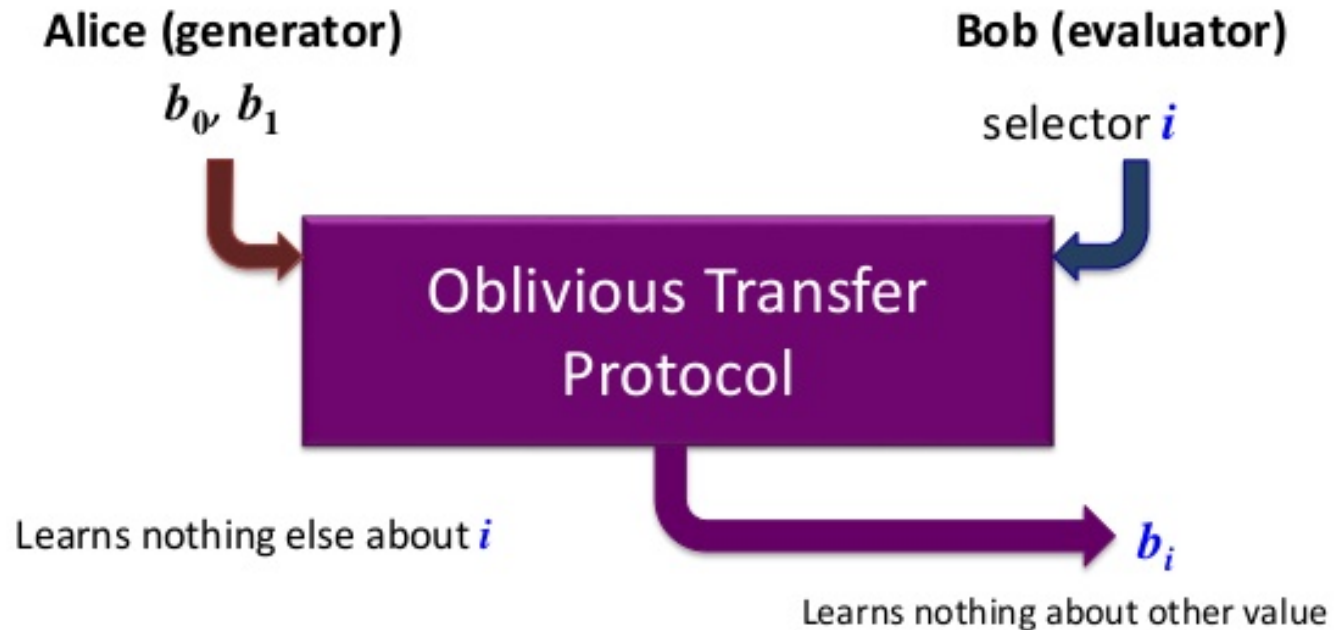 Alice (generator)
Bob (evaluator)
b₀, b₁
selector i
Oblivious Transfer
Protocol
Learns nothing else about i
bᵢ
Learns nothing about other value